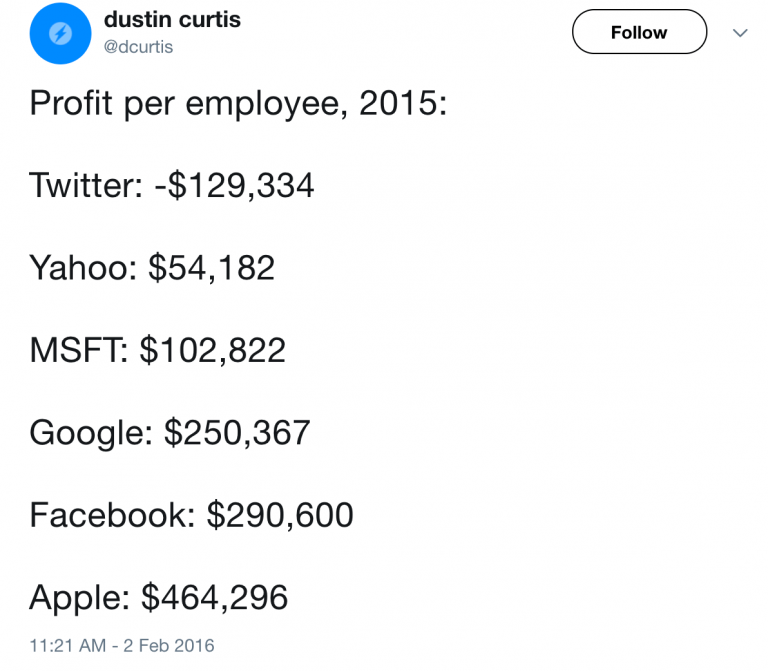 dustin curtis
@dcurtis
Follow
Profit per employee, 2015:
Twitter: -$129,334
Yahoo: $54,182
MSFT: $102,822
Google: $250,367
Facebook: $290,600
Apple: $464,296
11:21 AM - 2 Feb 2016